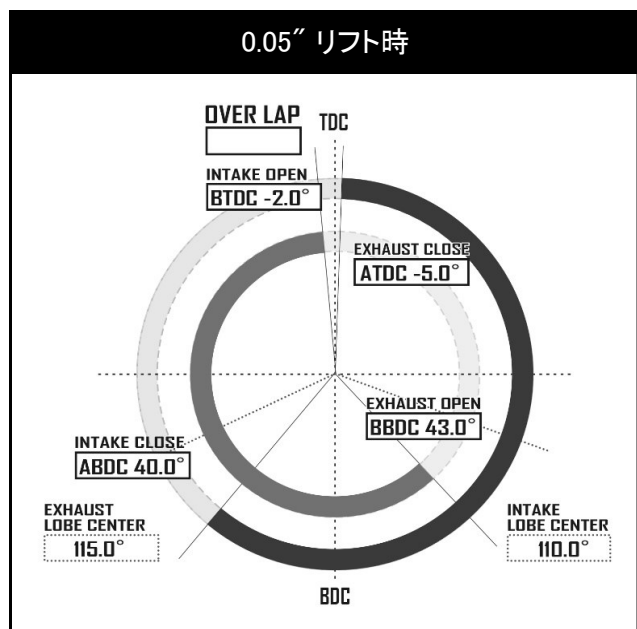 0.05″ リフト時
OVER LAP
TDC
INTAKE OPEN
BTDC -2.0°
EXHAUST CLOSE
ATDC -5.0°
EXHAUST OPEN
BBDC 43.0°
INTAKE CLOSE
ABDC 40.0°
EXHAUST
LOBE CENTER
115.0°
INTAKE
LOBE CENTER
110.0°
BDC